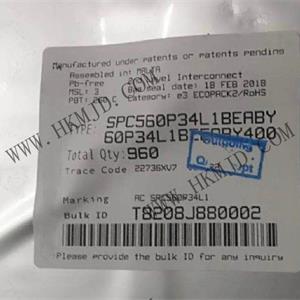 Manufactured under patents or patents pending
Assembled in: MALTA
Pb-free 2nd Level Interconnect
MSL: 3 Bag seal date: 18 FEB 2018
PBT: 260 Category: e3 ECOPACK2/RoHS
TYPE: SPC560P34L1BEABY
60P34L1BEABY400
Total Qty: 960
Trace Code 22736XV7
Marking AC SPC560P34L1
Bulk ID T8208J880002
Please provide the bulk ID for any inquiry
WWW.HKMJD.COM